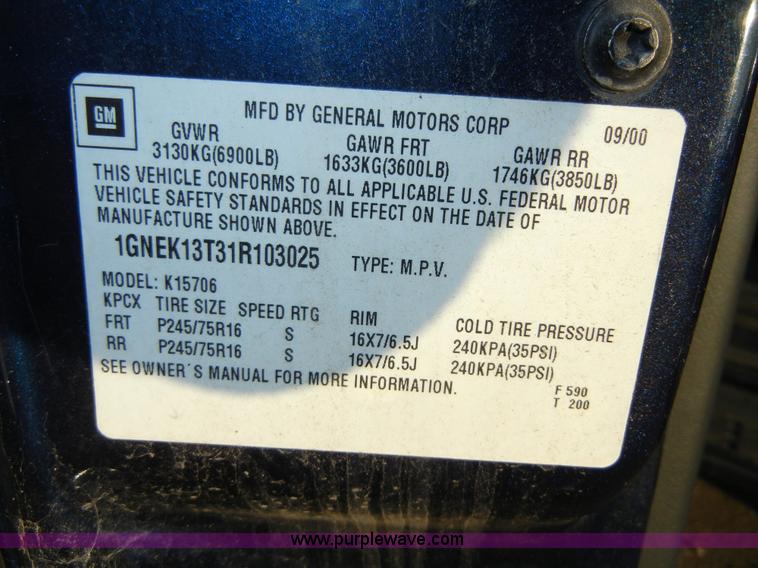 GM
MFD BY GENERAL MOTORS CORP 09/00
GVWR GAWR FRT GAWR RR
3130KG(6900LB) 1633KG(3600LB) 1746KG(3850LB)
THIS VEHICLE CONFORMS TO ALL APPLICABLE U.S. FEDERAL MOTOR
VEHICLE SAFETY STANDARDS IN EFFECT ON THE DATE OF
MANUFACTURE SHOWN ABOVE.
1GNEK13T31R103025 TYPE: M.P.V.
MODEL: K15706
KPCX TIRE SIZE SPEED RTG RIM COLD TIRE PRESSURE
FRT P245/75R16 S 16X7/6.5J 240KPA(35PSI)
RR P245/75R16 S 16X7/6.5J 240KPA(35PSI)
SEE OWNER´S MANUAL FOR MORE INFORMATION.
F 590
T 200
www.purplewave.com